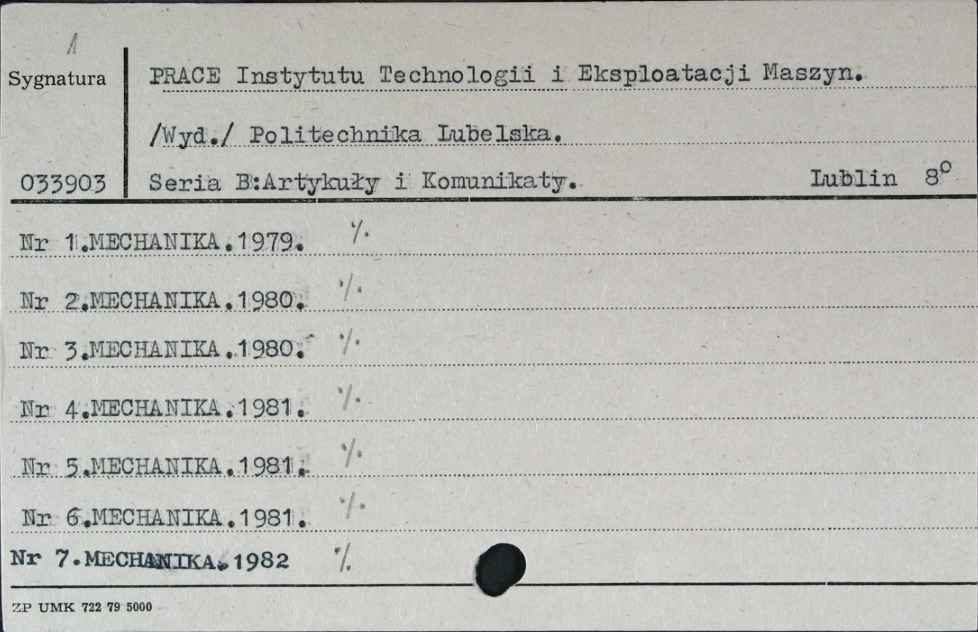 1
Sygnatura
PRACE Instytutu Technologii i Eksploatacji Maszyn.
/Wyd./ Politechnika Lubelska.
033903
Seria B:Artykuły i Komunikaty. Lublin 8°
Nr 1.MECHANIKA.1979. ·/.
Nr 2.MECHANIKA.1980. ·/.
Nr 3.MECHANIKA.1980. ·/.
Nr 4.MECHANIKA.1981. ·/.
Nr 5.MECHANIKA.1981. ·/.
Nr 6.MECHANIKA.1981. ·/.
Nr 7.MECHANIKA.1982 ·/.
ZP UMK 722 79 5000